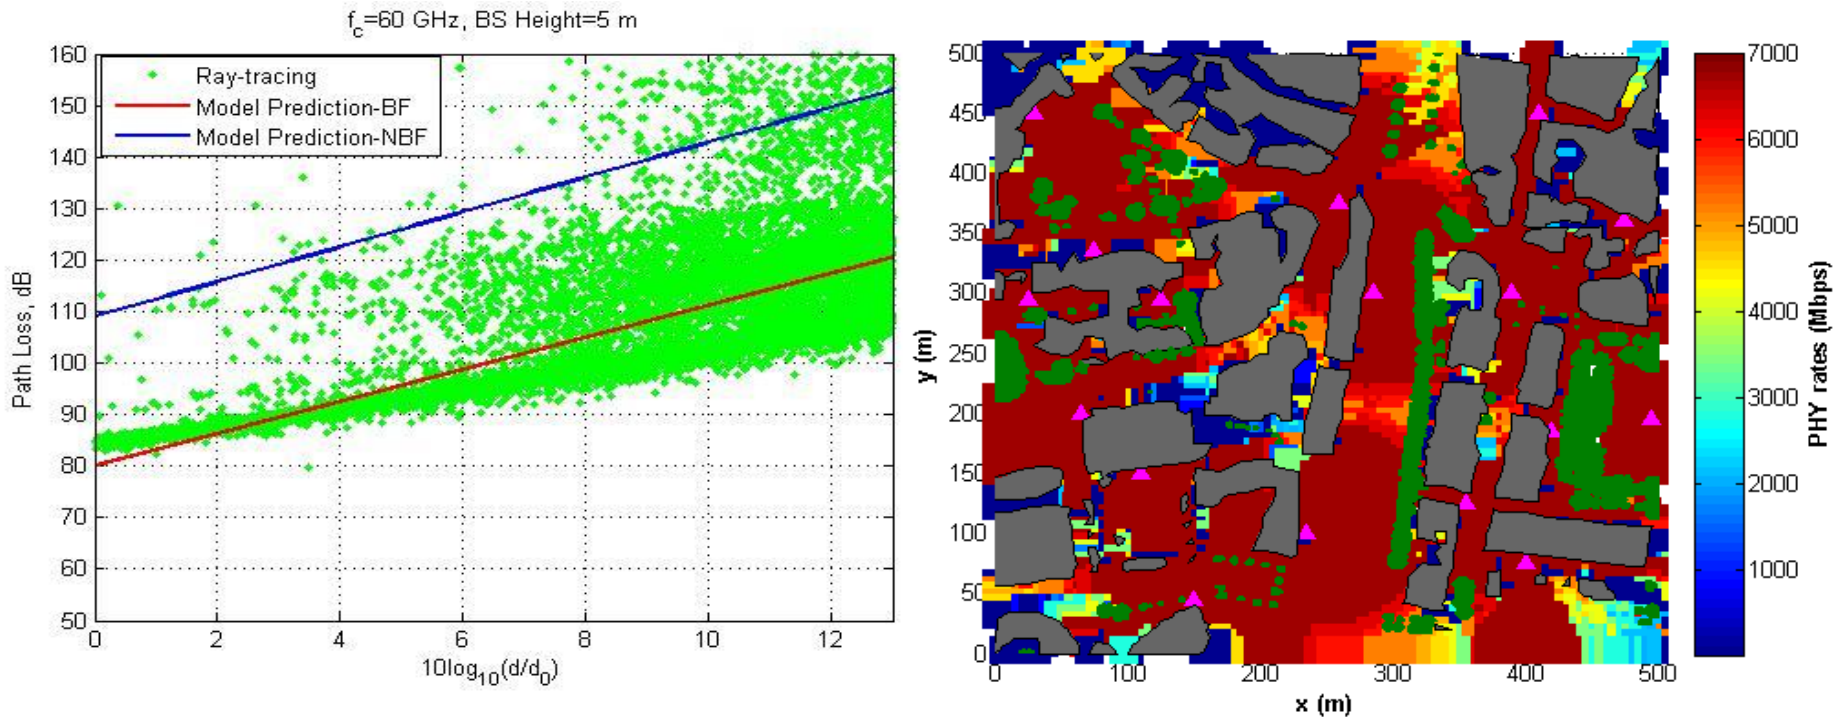 f_c=60 GHz, BS Height=5 m
160
150
140
130
120
110
100
90
80
70
60
50
Path Loss, dB
Ray-tracing
Model Prediction-BF
Model Prediction-NBF
0 2 4 6 8 10 12
10log_10(d/d_0)
500
450
400
350
300
250
200
150
100
50
0
y (m)
0 100 200 300 400 500
x (m)
7000
6000
5000
4000
3000
2000
1000
PHY rates (Mbps)